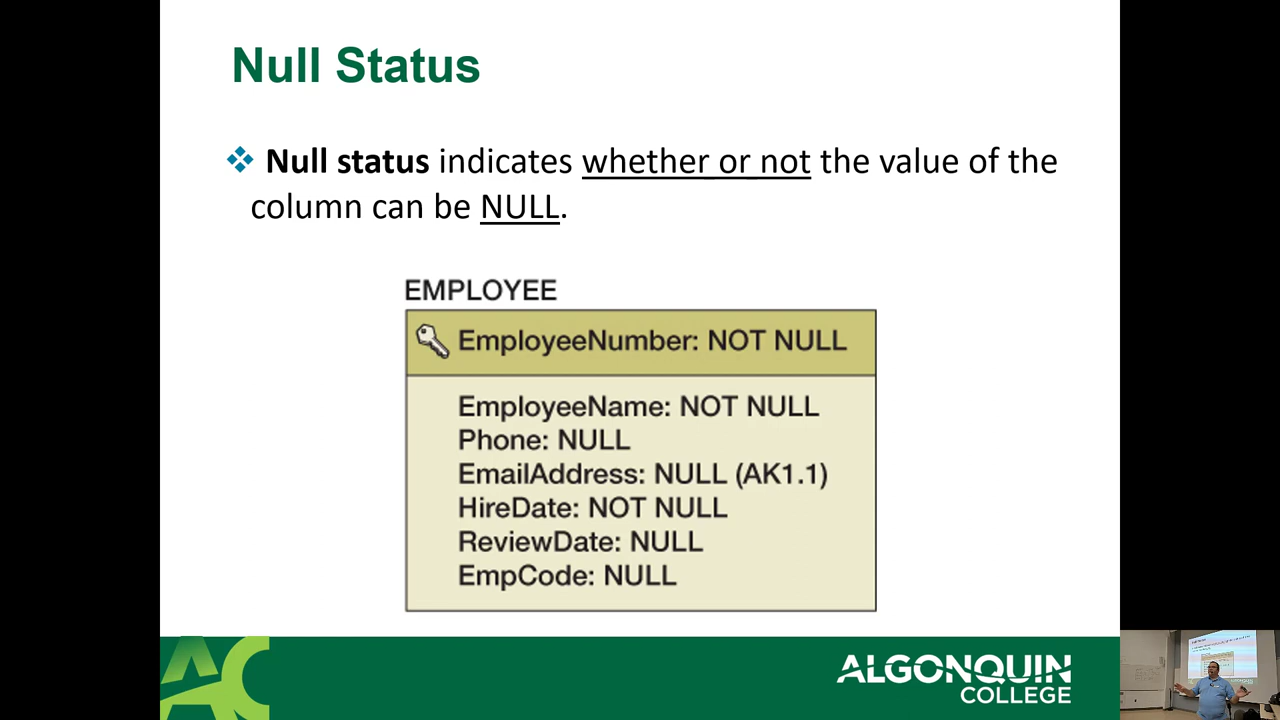 Null Status
Null status indicates whether or not the value of the
column can be NULL.
EMPLOYEE
EmployeeNumber: NOT NULL
EmployeeName: NOT NULL
Phone: NULL
EmailAddress: NULL (AK1.1)
HireDate: NOT NULL
ReviewDate: NULL
EmpCode: NULL
AC
ALGONQUIN
COLLEGE